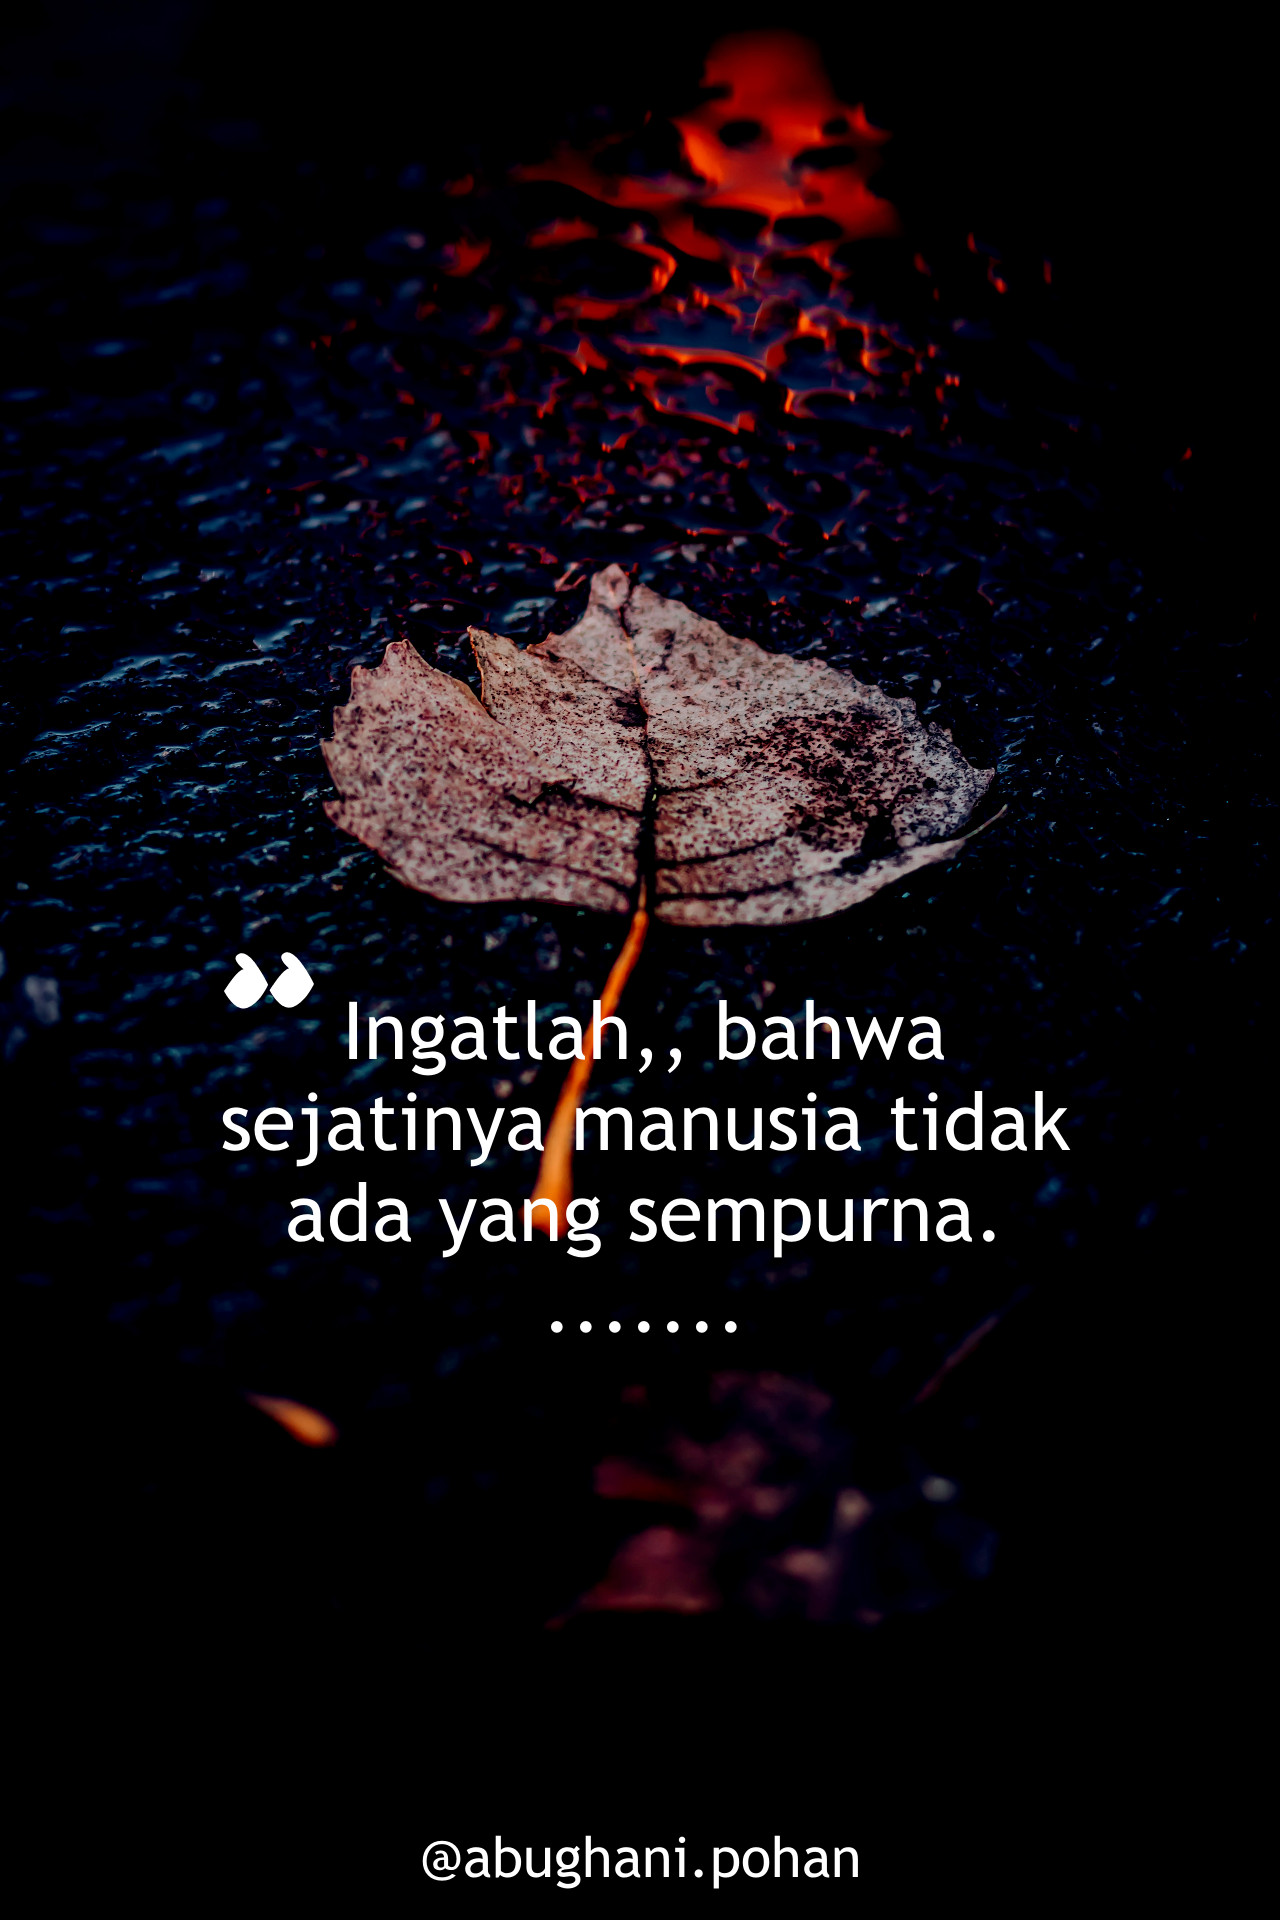 ❞ Ingatlah,, bahwa
sejatinya manusia tidak
ada yang sempurna.
.......
@abughani.pohan